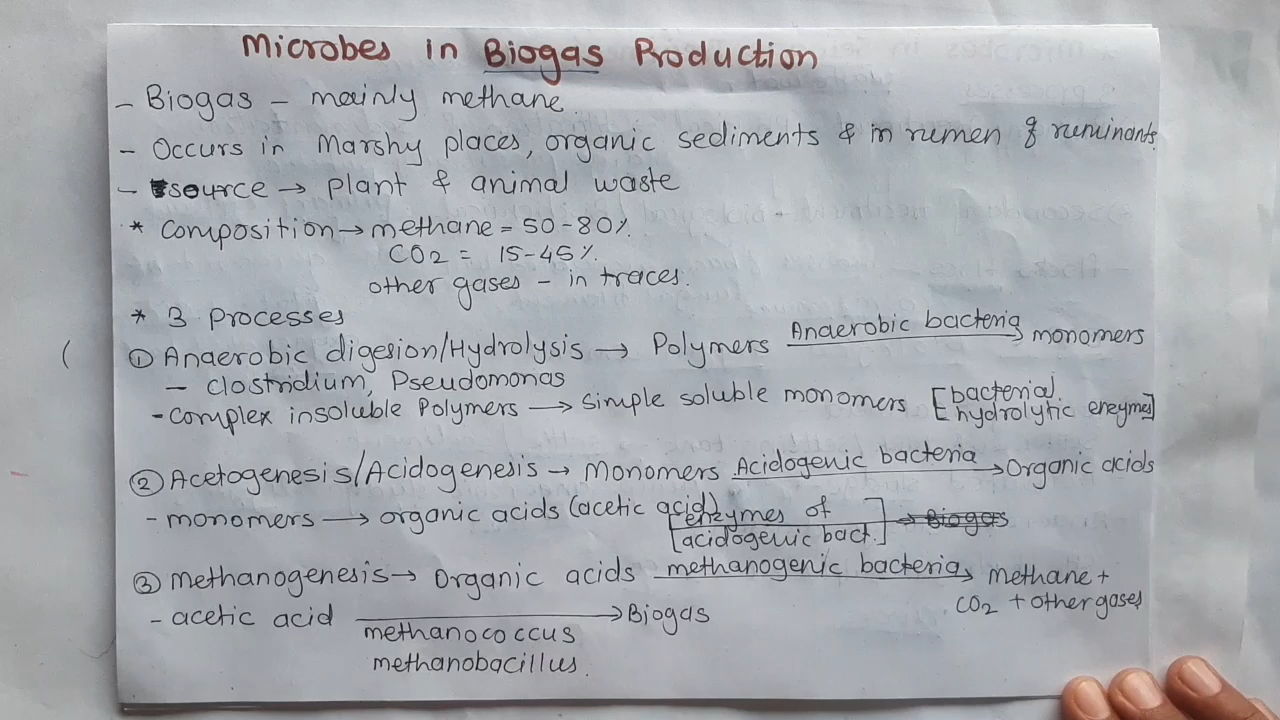 Microbes in Biogas Production
- Biogas - mainly methane
- Occurs in Marshy places, organic sediments & in rumen of ruminants.
- source → plant & animal waste
* Composition → methane = 50-80%.
CO2 = 15-45%.
other gases - in traces.
* 3 Processes
① Anaerobic digesion/Hydrolysis → Polymers Anaerobic bacteria → monomers
- Clostridium, Pseudomonas
- Complex insoluble Polymers → Simple soluble monomers [bacterial hydrolytic enzymes]
② Acetogenesis/Acidogenesis → Monomers Acidogenic bacteria → Organic acids
- monomers → organic acids (acetic acid) [enzymes of acidogenic bact.] → Biogas
③ Methanogenesis → Organic acids methanogenic bacteria → methane +
CO2 + other gases
- acetic acid → Biogas
methanococcus
methanobacillus.